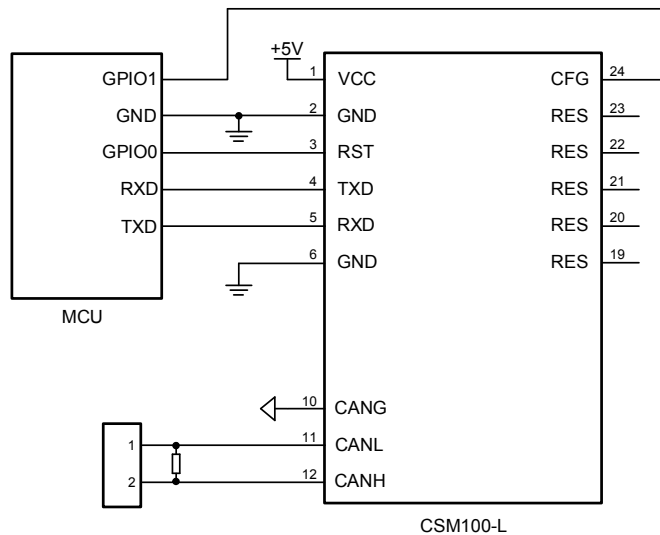 +5V
GPIO1 1 VCC CFG 24
GND 2 GND RES 23
GPIO0 3 RST RES 22
RXD 4 TXD RES 21
TXD 5 RXD RES 20
6 GND RES 19
MCU
10 CANG
1 11 CANL
2 12 CANH
CSM100-L